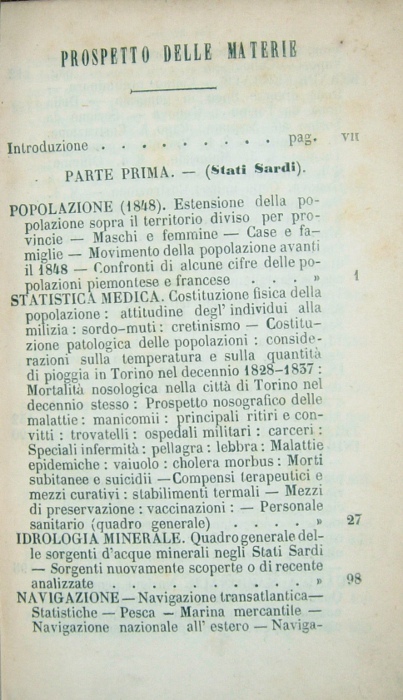 PROSPETTO DELLE MATERIE
Introduzione . . . . . . . . . pag. VII
PARTE PRIMA. — (Stati Sardi).
POPOLAZIONE (1848). Estensione della po-
polazione sopra il territorio diviso per pro-
vincie — Maschi e femmine — Case e fa-
miglie — Movimento della popolazione avanti
il 1848 — Confronti di alcune cifre delle po-
polazioni piemontese e francese . . . » 1
STATISTICA MEDICA. Costituzione fisica della
popolazione : attitudine degl' individui alla
milizia : sordo-muti : cretinismo — Costitu-
zione patologica delle popolazioni : conside-
razioni sulla temperatura e sulla quantità
di pioggia in Torino nel decennio 1828-1837 :
Mortalità nosologica nella città di Torino nel
decennio stesso : Prospetto nosografico delle
malattie : manicomii : principali ritiri e con-
vitti : trovatelli : ospedali militari : carceri :
Speciali infermità : pellagra : lebbra : Malattie
epidemiche : vaiuolo : cholera morbus : Morti
subitanee e suicidii — Compensi terapeutici e
mezzi curativi : stabilimenti termali — Mezzi
di preservazione : vaccinazioni : — Personale
sanitario (quadro generale) . . . . » 27
IDROLOGIA MINERALE. Quadro generale del-
le sorgenti d'acque minerali negli Stati Sardi
— Sorgenti nuovamente scoperte o di recente
analizzate . . . . . . . . . » 98
NAVIGAZIONE — Navigazione transatlantica —
Statistiche — Pesca — Marina mercantile —
Navigazione nazionale all' estero — Naviga-